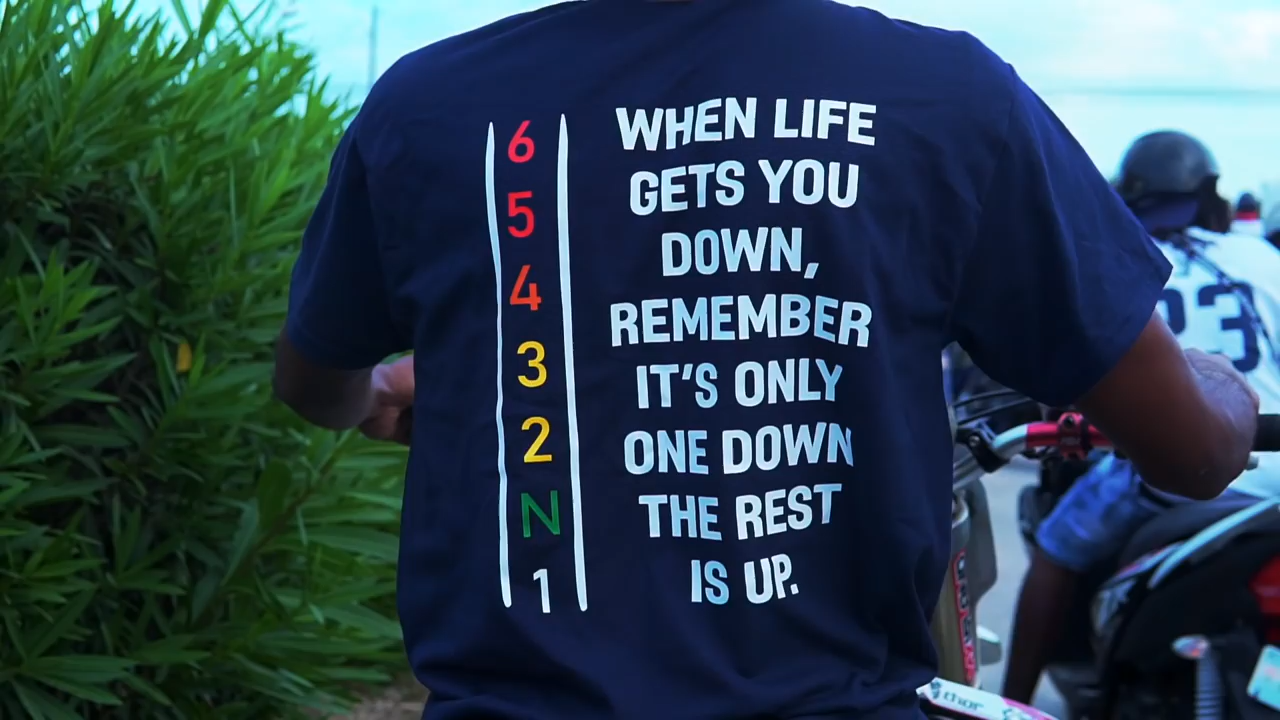 6
5
4
3
2
N
1
WHEN LIFE
GETS YOU
DOWN,
REMEMBER
IT'S ONLY
ONE DOWN
THE REST
IS UP.
thor